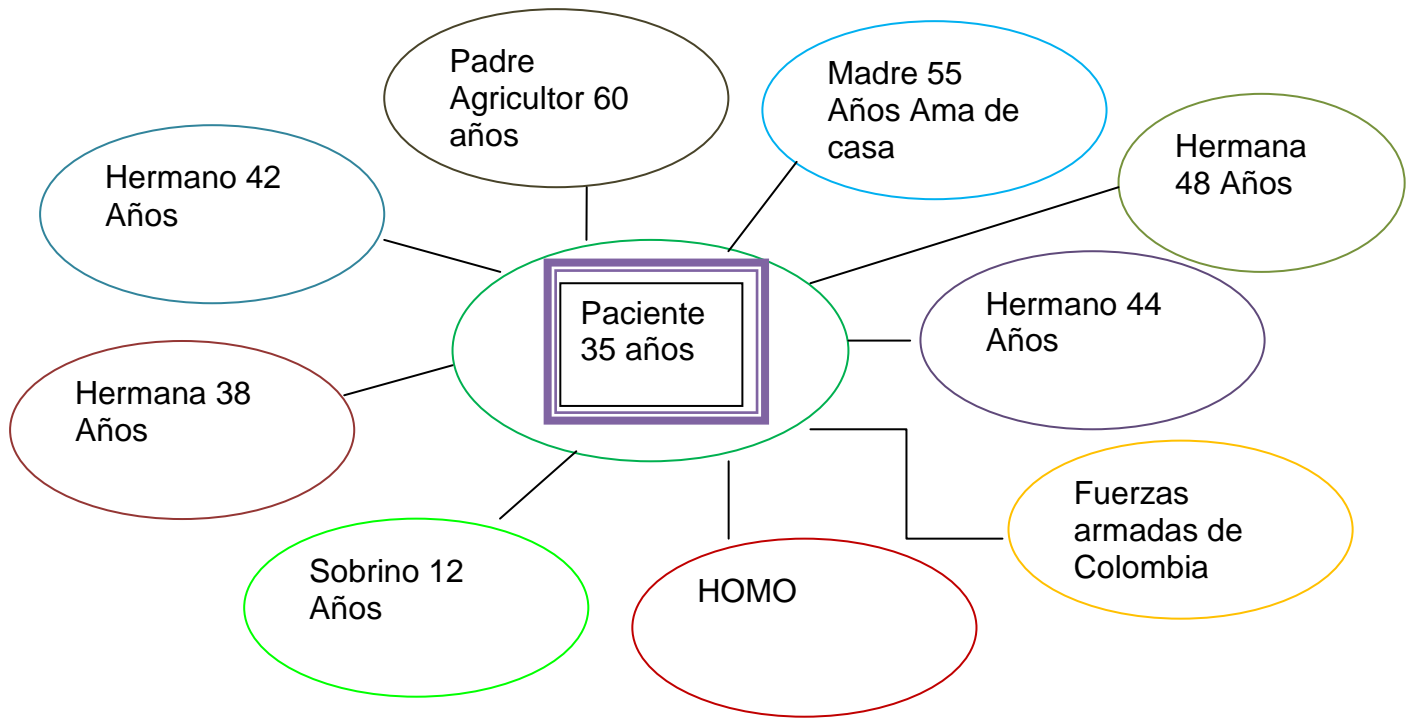 Padre
Agricultor 60
años
Madre 55
Años Ama de
casa
Hermana
48 Años
Hermano 42
Años
Paciente
35 años
Hermano 44
Años
Hermana 38
Años
Fuerzas
armadas de
Colombia
Sobrino 12
Años
HOMO